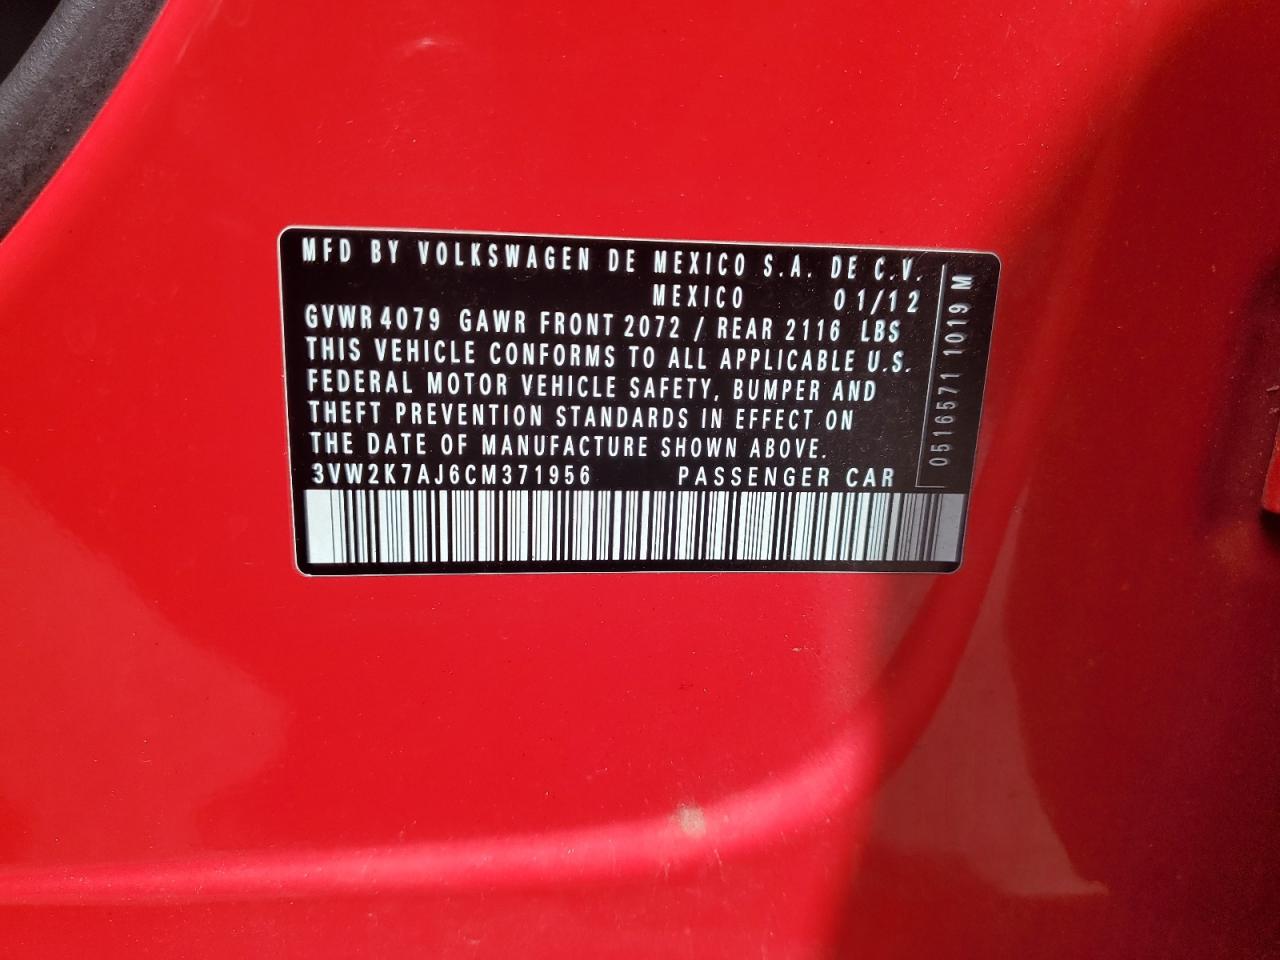 MFD BY VOLKSWAGEN DE MEXICO S.A. DE C.V.
MEXICO 01/12
GVWR 4079 GAWR FRONT 2072 / REAR 2116 LBS
THIS VEHICLE CONFORMS TO ALL APPLICABLE U.S.
FEDERAL MOTOR VEHICLE SAFETY, BUMPER AND
THEFT PREVENTION STANDARDS IN EFFECT ON
THE DATE OF MANUFACTURE SHOWN ABOVE.
3VW2K7AJ6CM371956 PASSENGER CAR
0516571 1019 M